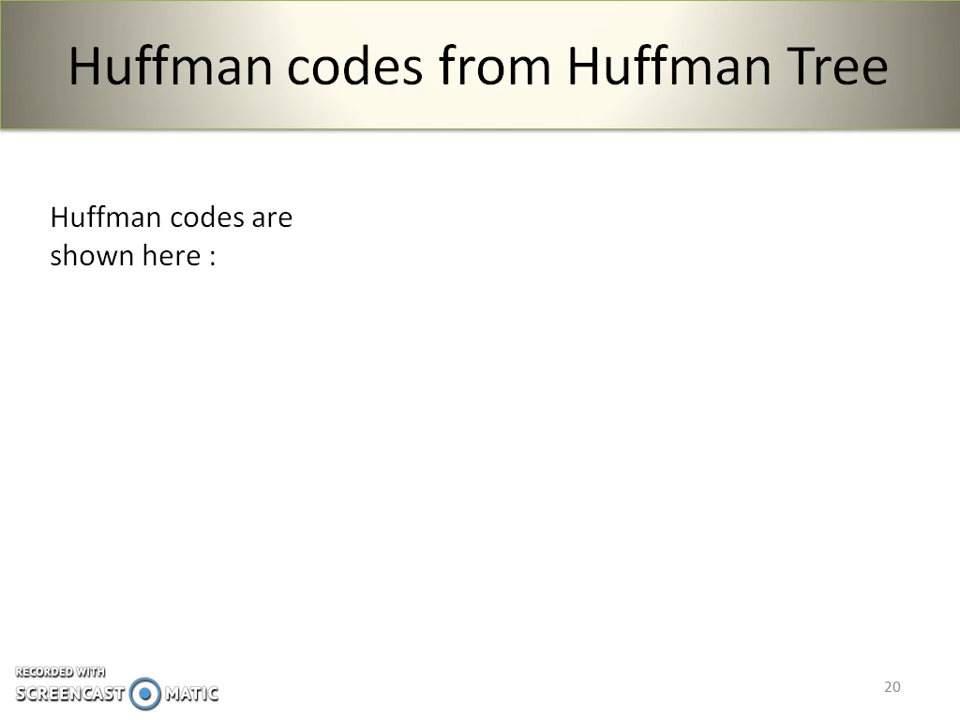 Huffman codes from Huffman Tree
Huffman codes are
shown here :
RECORDED WITH
SCREENCAST MATIC
20